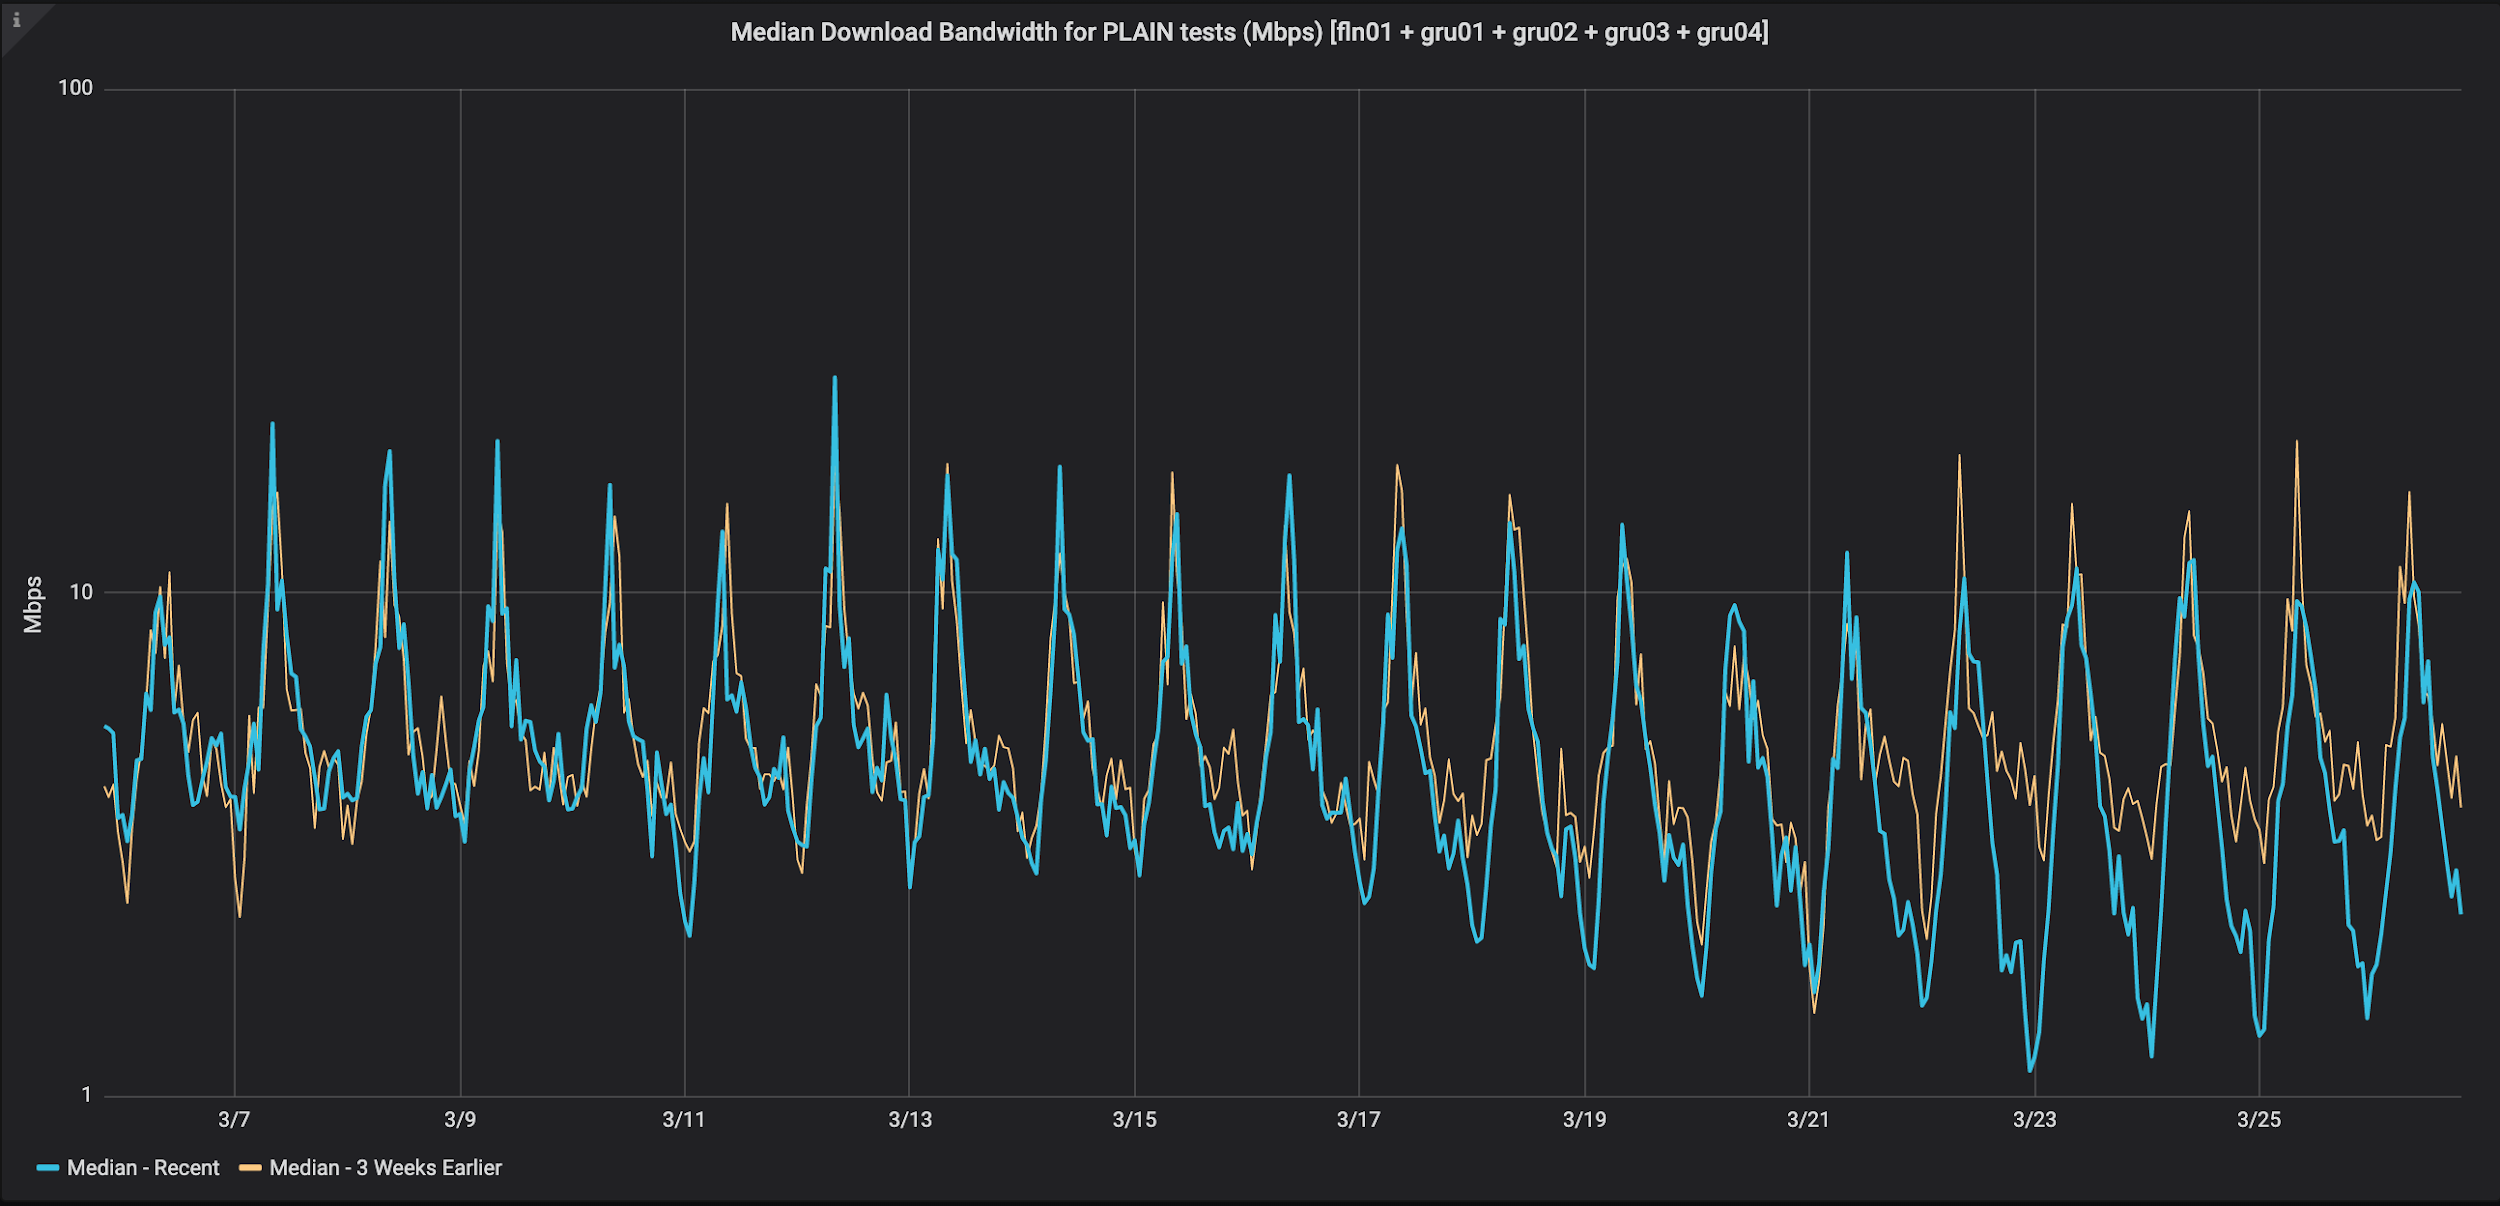 i
Median Download Bandwidth for PLAIN tests (Mbps) [fln01 + gru01 + gru02 + gru03 + gru04]
100
10
1
Mbps
3/7 3/9 3/11 3/13 3/15 3/17 3/19 3/21 3/23 3/25
Median - Recent Median - 3 Weeks Earlier